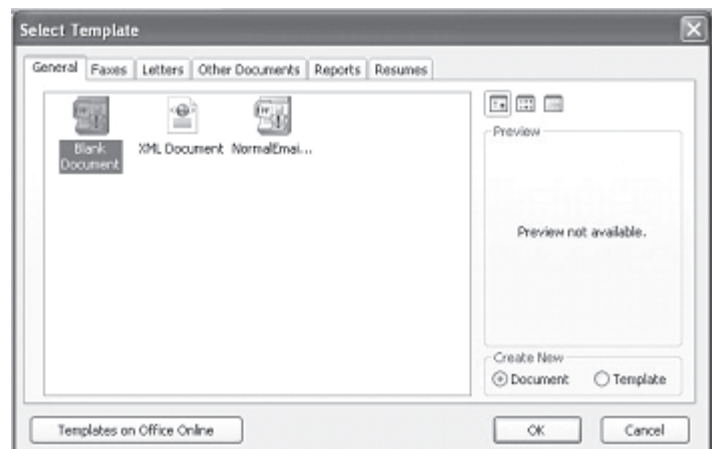 Select Template
General Faxes Letters Other Documents Reports Resumes
Blank Document
XML Document
NormalEmai...
Preview
Preview not available.
Create New
Document Template
Templates on Office Online
OK Cancel